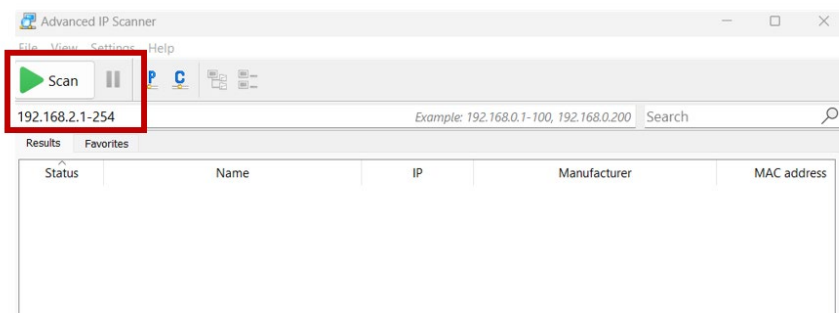 Advanced IP Scanner
File View Settings Help
Scan P C
192.168.2.1-254 Example: 192.168.0.1-100, 192.168.0.200 Search
Results Favorites
Status Name IP Manufacturer MAC address